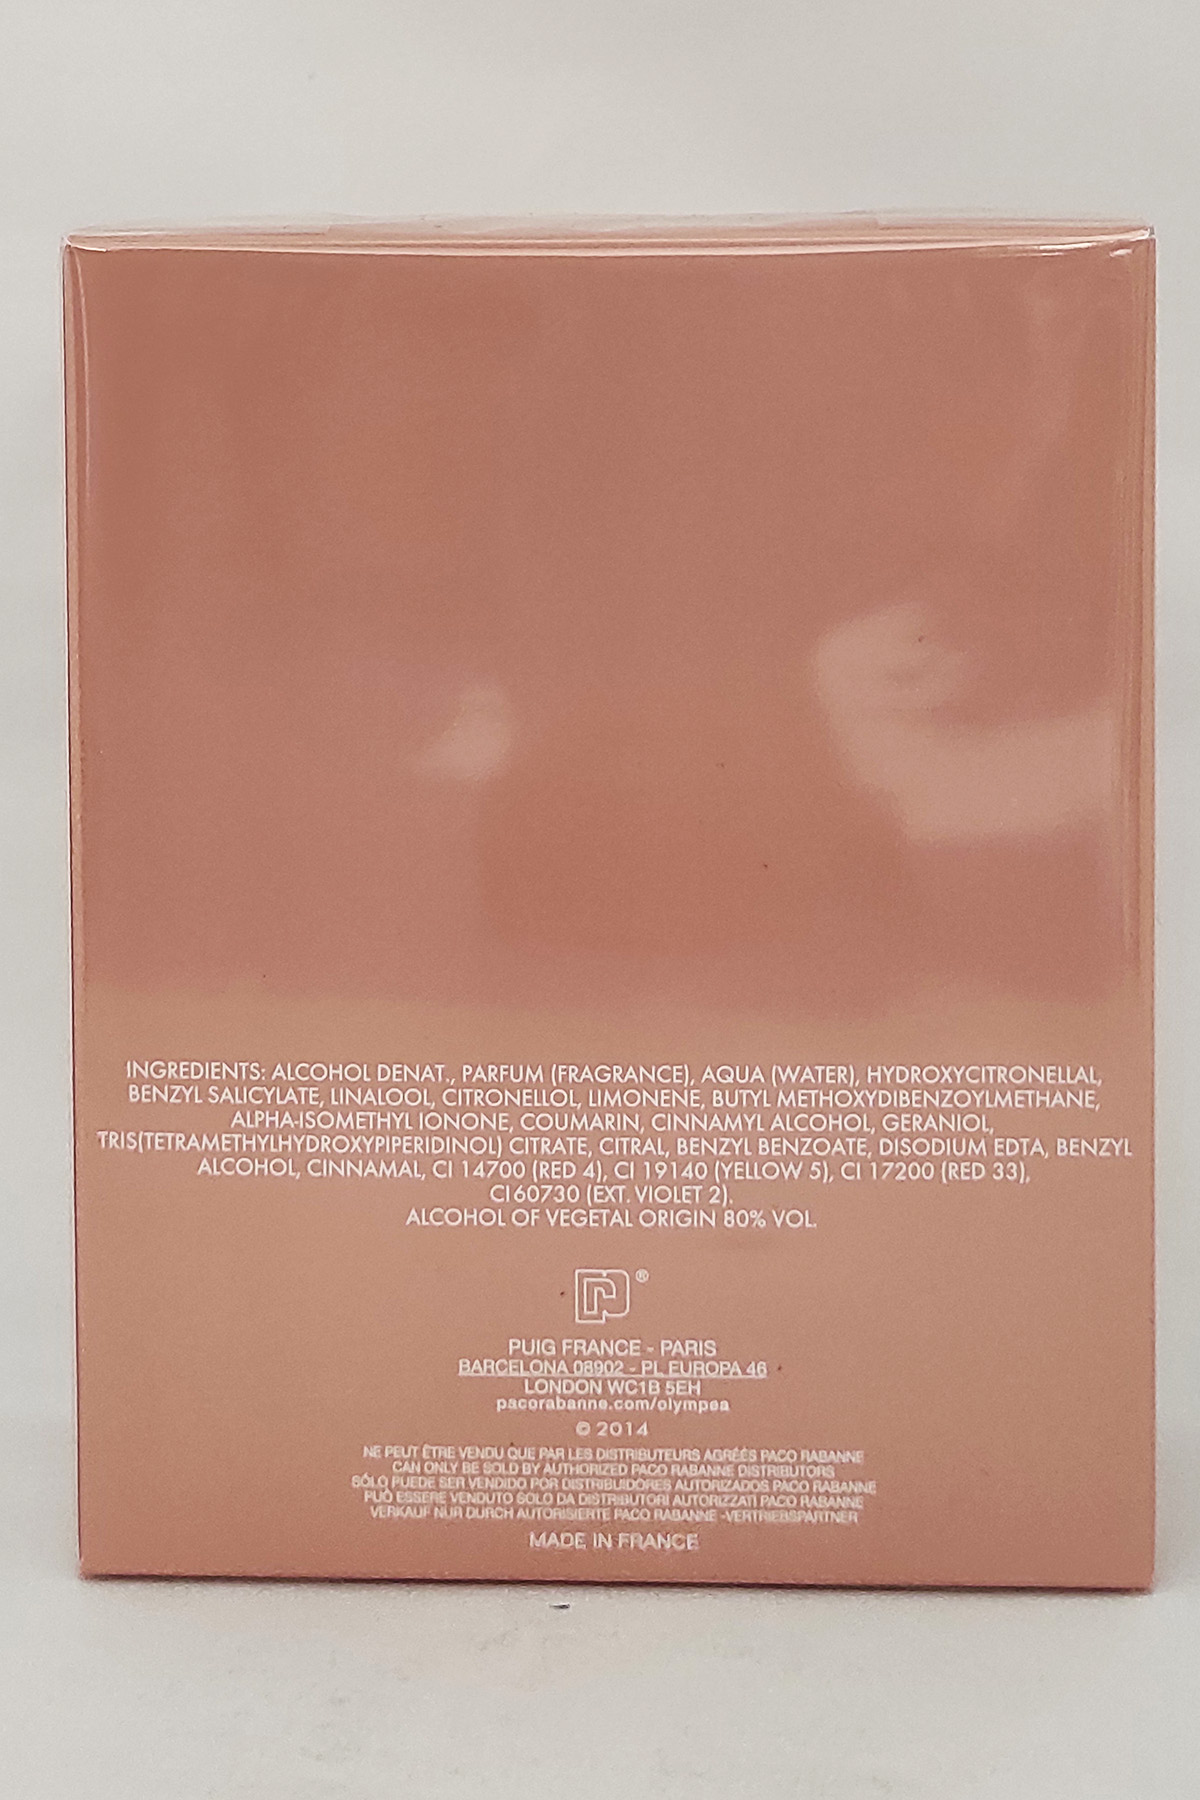 INGREDIENTS: ALCOHOL DENAT., PARFUM (FRAGRANCE), AQUA (WATER), HYDROXYCITRONELLAL,
BENZYL SALICYLATE, LINALOOL, CITRONELLOL, LIMONENE, BUTYL METHOXYDIBENZOYLMETHANE,
ALPHA-ISOMETHYL IONONE, COUMARIN, CINNAMYL ALCOHOL, GERANIOL,
TRIS(TETRAMETHYLHYDROXYPIPERIDINOL) CITRATE, CITRAL, BENZYL BENZOATE, DISODIUM EDTA, BENZYL
ALCOHOL, CINNAMAL, CI 14700 (RED 4), CI 19140 (YELLOW 5), CI 17200 (RED 33),
CI 60730 (EXT. VIOLET 2).
ALCOHOL OF VEGETAL ORIGIN 80% VOL.
®
PUIG FRANCE - PARIS
BARCELONA 08902 - PL EUROPA 46
LONDON WC1B 5EH
pacorabanne.com/olympea
© 2014
NE PEUT ÊTRE VENDU QUE PAR LES DISTRIBUTEURS AGRÉÉS PACO RABANNE
CAN ONLY BE SOLD BY AUTHORIZED PACO RABANNE DISTRIBUTORS
SÓLO PUEDE SER VENDIDO POR DISTRIBUIDORES AUTORIZADOS PACO RABANNE
PUÒ ESSERE VENDUTO SOLO DA DISTRIBUTORI AUTORIZZATI PACO RABANNE
VERKAUF NUR DURCH AUTORISIERTE PACO RABANNE -VERTRIEBSPARTNER
MADE IN FRANCE